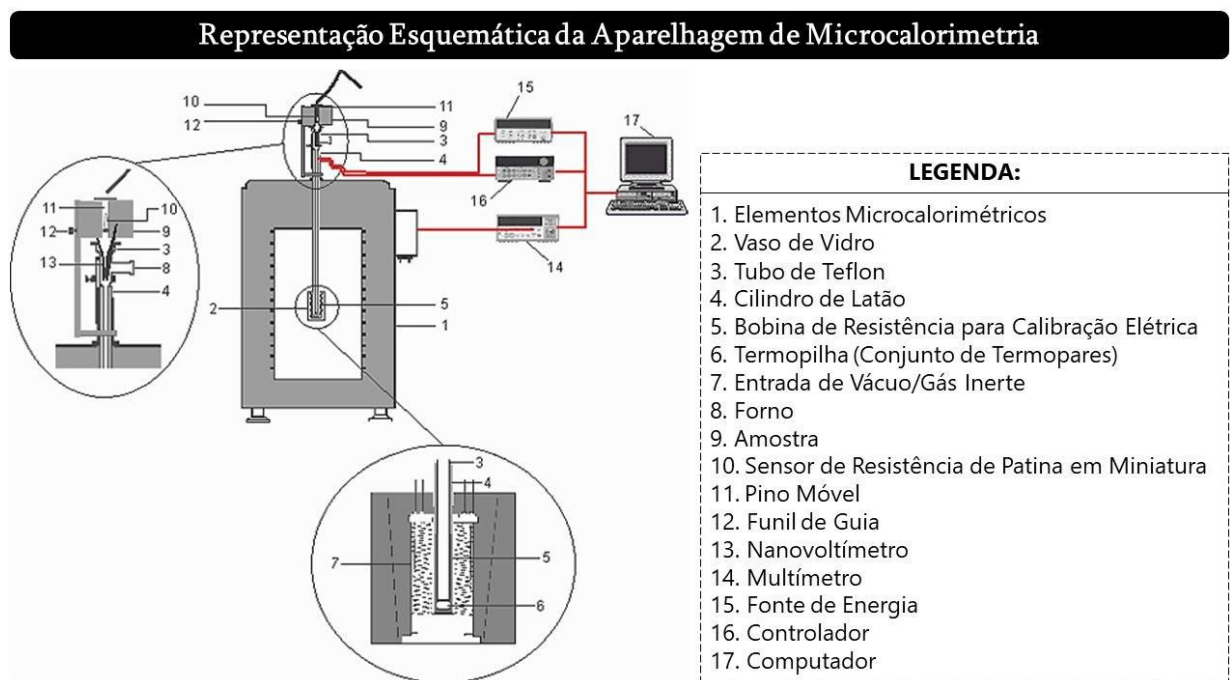 Representação Esquemática da Aparelhagem de Microcalorimetria
15
10
11
17
12
9
3
4
16
11
10
12
9
3
13
8
14
4
2
5
1
3
4
7
5
6
LEGENDA:
1. Elementos Microcalorimétricos
2. Vaso de Vidro
3. Tubo de Teflon
4. Cilindro de Latão
5. Bobina de Resistência para Calibração Elétrica
6. Termopilha (Conjunto de Termopares)
7. Entrada de Vácuo/Gás Inerte
8. Forno
9. Amostra
10. Sensor de Resistência de Patina em Miniatura
11. Pino Móvel
12. Funil de Guia
13. Nanovoltímetro
14. Multímetro
15. Fonte de Energia
16. Controlador
17. Computador